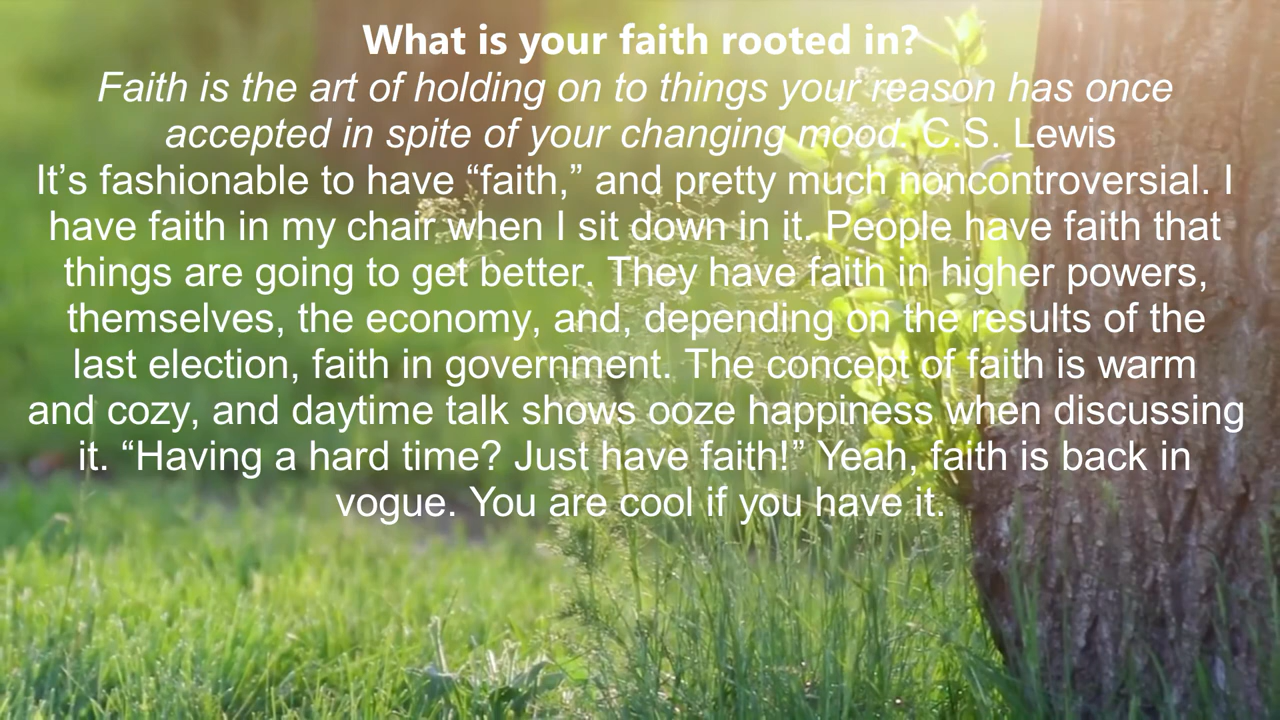 What is your faith rooted in?
Faith is the art of holding on to things your reason has once
accepted in spite of your changing mood. C.S. Lewis
It’s fashionable to have “faith,” and pretty much noncontroversial. I
have faith in my chair when I sit down in it. People have faith that
things are going to get better. They have faith in higher powers,
themselves, the economy, and, depending on the results of the
last election, faith in government. The concept of faith is warm
and cozy, and daytime talk shows ooze happiness when discussing
it. “Having a hard time? Just have faith!” Yeah, faith is back in
vogue. You are cool if you have it.